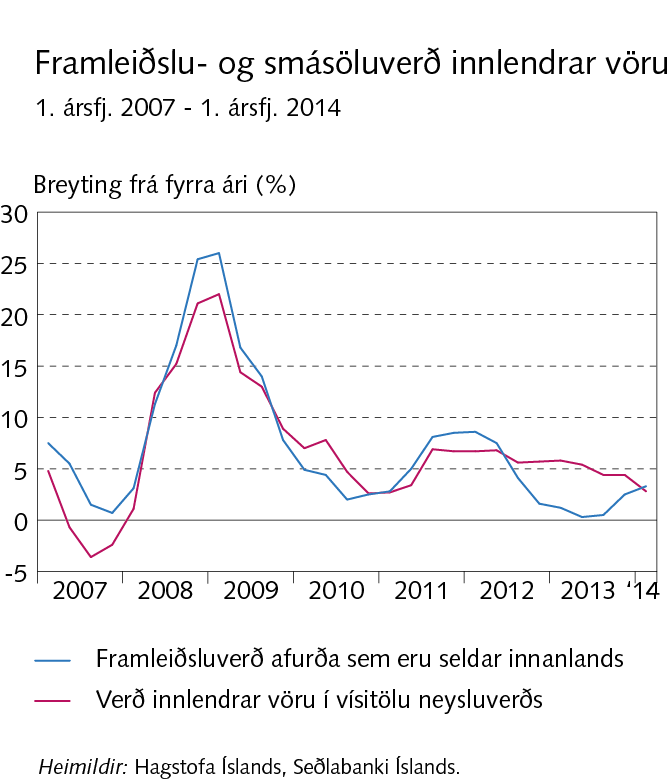 Framleiðslu- og smásöluverð innlendrar vöru
1. ársfj. 2007 - 1. ársfj. 2014
Breyting frá fyrra ári (%)
30
25
20
15
10
5
0
-5
2007 2008 2009 2010 2011 2012 2013 '14
Framleiðsluverð afurða sem eru seldar innanlands
Verð innlendrar vöru í vísitölu neysluverðs
Heimildir: Hagstofa Íslands, Seðlabanki Íslands.